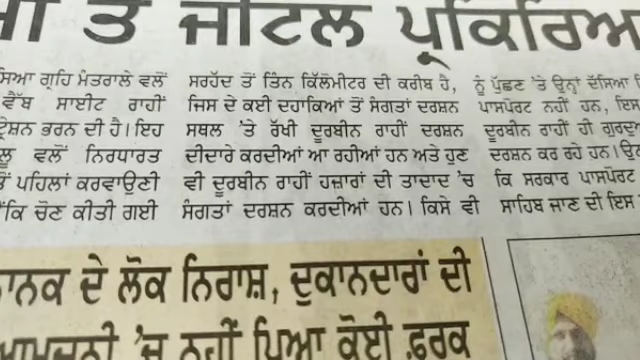 ਤੇ ਜਟਿਲ ਪ੍ਰਕਿਰਿਆ
ਗ੍ਰਹਿ ਮੰਤਰਾਲੇ ਵਲੋਂ
ਵੈੱਬ ਸਾਈਟ ਰਾਹੀਂ
ਭਰਨ ਦੀ ਹੈ। ਇਹ
ਵਲੋਂ ਨਿਰਧਾਰਤ
ਪਹਿਲਾਂ ਕਰਵਾਉਣੀ
ਚੋਣ ਕੀਤੀ ਗਈ
ਸਰਹੱਦ ਤੋਂ ਤਿੰਨ ਕਿੱਲੋਮੀਟਰ ਦੀ ਕਰੀਬ ਹੈ,
ਜਿਸ ਦੇ ਕਈ ਦਹਾਕਿਆਂ ਤੋਂ ਸੰਗਤਾਂ ਦਰਸ਼ਨ
ਸਥਲ 'ਤੇ ਰੱਖੀ ਦੂਰਬੀਨ ਰਾਹੀਂ ਦਰਸ਼ਨ
ਦੀਦਾਰੇ ਕਰਦੀਆਂ ਆ ਰਹੀਆਂ ਹਨ ਅਤੇ ਹੁਣ
ਵੀ ਦੂਰਬੀਨ ਰਾਹੀਂ ਹਜ਼ਾਰਾਂ ਦੀ ਤਾਦਾਦ 'ਚ
ਸੰਗਤਾਂ ਦਰਸ਼ਨ ਕਰਦੀਆਂ ਹਨ। ਕਿਸੇ ਵੀ
ਨੂੰ ਪੁੱਛਣ 'ਤੇ ਉਨ੍ਹਾਂ ਦੱਸਿਆ
ਪਾਸਪੋਰਟ ਨਹੀਂ ਹਨ, ਇਸ
ਦੂਰਬੀਨ ਰਾਹੀਂ ਹੀ
ਦਰਸ਼ਨ ਕਰ ਰਹੇ ਹਨ।
ਕਿ ਸਰਕਾਰ ਪਾਸਪੋਰਟ
ਸਾਹਿਬ ਜਾਣ ਦੀ ਇਸ
ਨਾਨਕ ਦੇ ਲੋਕ ਨਿਰਾਸ਼, ਦੁਕਾਨਦਾਰਾਂ ਦੀ
ਆਮਦਨੀ 'ਚ ਨਹੀਂ ਪਿਆ ਕੋਈ ਫ਼ਰਕ